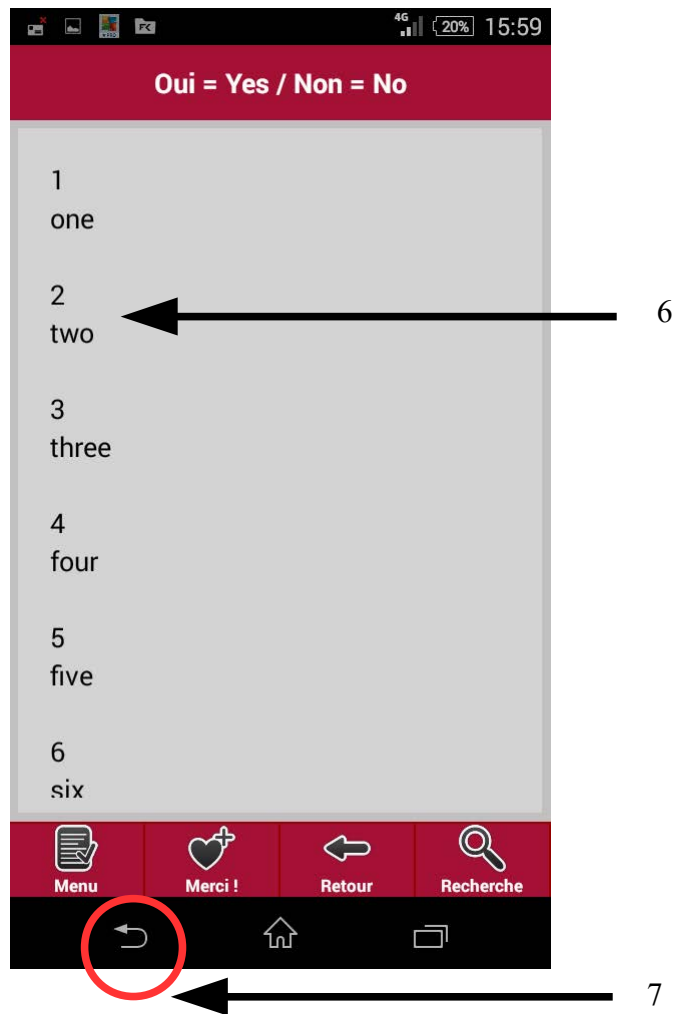 4G 20% 15:59
Oui = Yes / Non = No
1
one
2
two
6
3
three
4
four
5
five
6
six
Menu Merci ! Retour Recherche
7